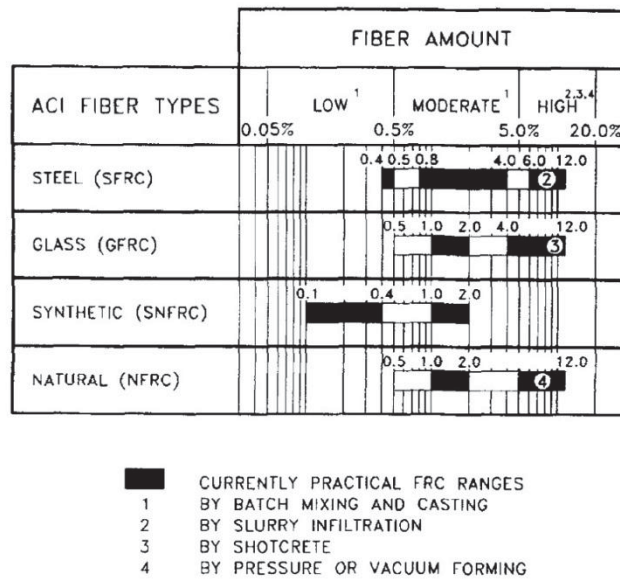 FIBER AMOUNT
ACI FIBER TYPES
LOW 1 MODERATE 1 HIGH 2,3,4
0.05% 0.5% 5.0% 20.0%
0.4 0.5 0.8 4.0 6.0 12.0
STEEL (SFRC) 2
0.5 1.0 2.0 4.0 12.0
GLASS (GFRC) 3
0.1 0.4 1.0 2.0
SYNTHETIC (SNFRC)
0.5 1.0 2.0 12.0
NATURAL (NFRC) 4
CURRENTLY PRACTICAL FRC RANGES
1 BY BATCH MIXING AND CASTING
2 BY SLURRY INFILTRATION
3 BY SHOTCRETE
4 BY PRESSURE OR VACUUM FORMING